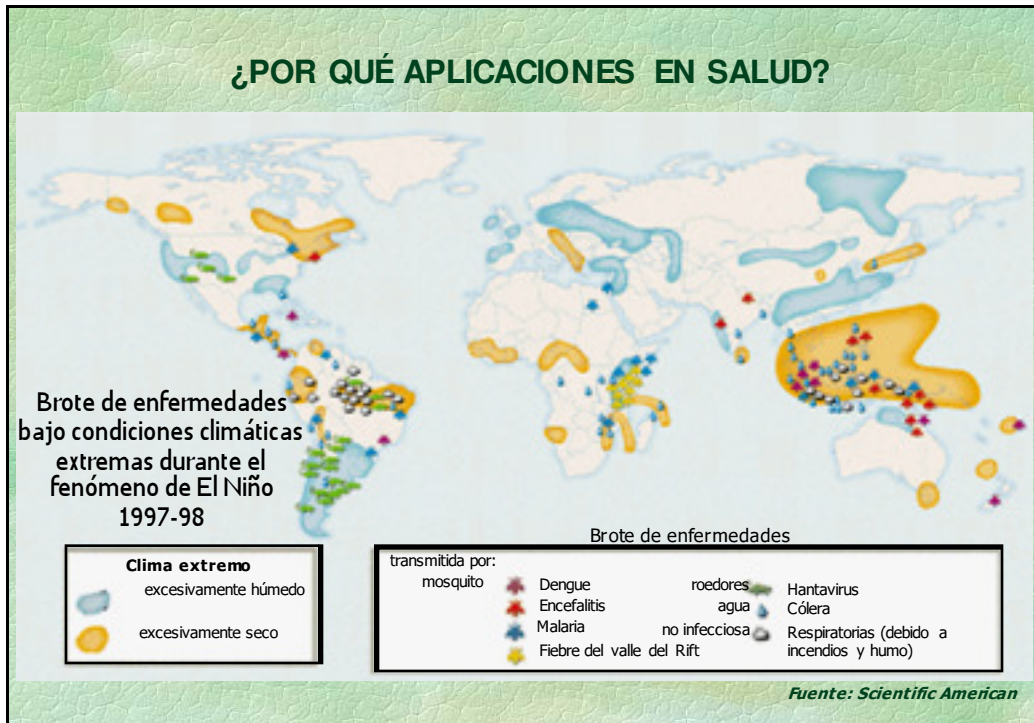 ¿POR QUÉ APLICACIONES EN SALUD?
Brote de enfermedades
bajo condiciones climáticas
extremas durante el
fenómeno de El Niño
1997-98
Clima extremo
excesivamente húmedo
excesivamente seco
Brote de enfermedades
transmitida por:
mosquito
Dengue
Encefalitis
Malaria
Fiebre del valle del Rift
roedores
Hantavirus
agua
Cólera
no infecciosa
Respiratorias (debido a
incendios y humo)
Fuente: Scientific American